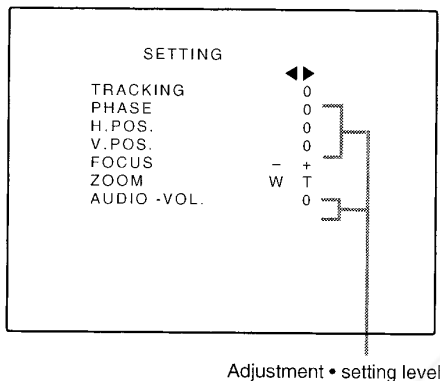 SETTING
◀ ▶
TRACKING 0
PHASE 0
H.POS. 0
V.POS. 0
FOCUS – +
ZOOM W T
AUDIO -VOL. 0
Adjustment • setting level